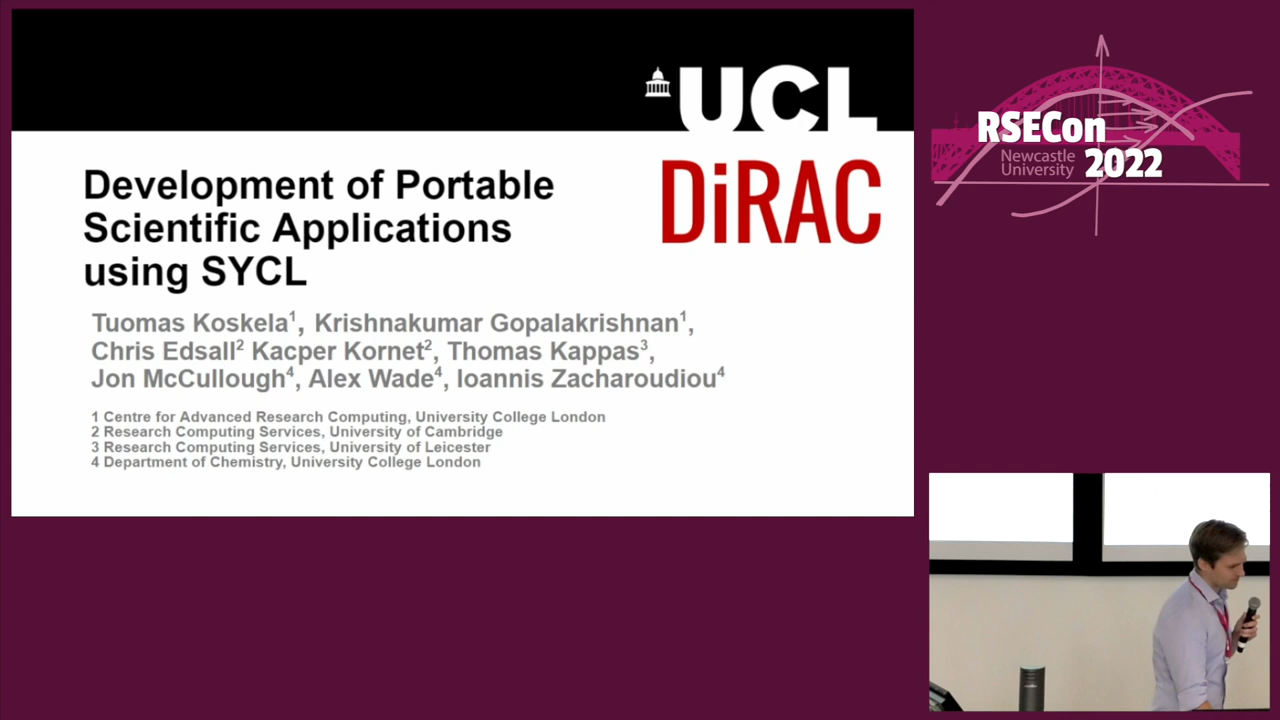 UCL
DiRAC
Development of Portable
Scientific Applications
using SYCL
Tuomas Koskela1, Krishnakumar Gopalakrishnan1,
Chris Edsall2 Kacper Kornet2, Thomas Kappas3,
Jon McCullough4, Alex Wade4, Ioannis Zacharoudiou4
1 Centre for Advanced Research Computing, University College London
2 Research Computing Services, University of Cambridge
3 Research Computing Services, University of Leicester
4 Department of Chemistry, University College London
RSECon
Newcastle
University 2022